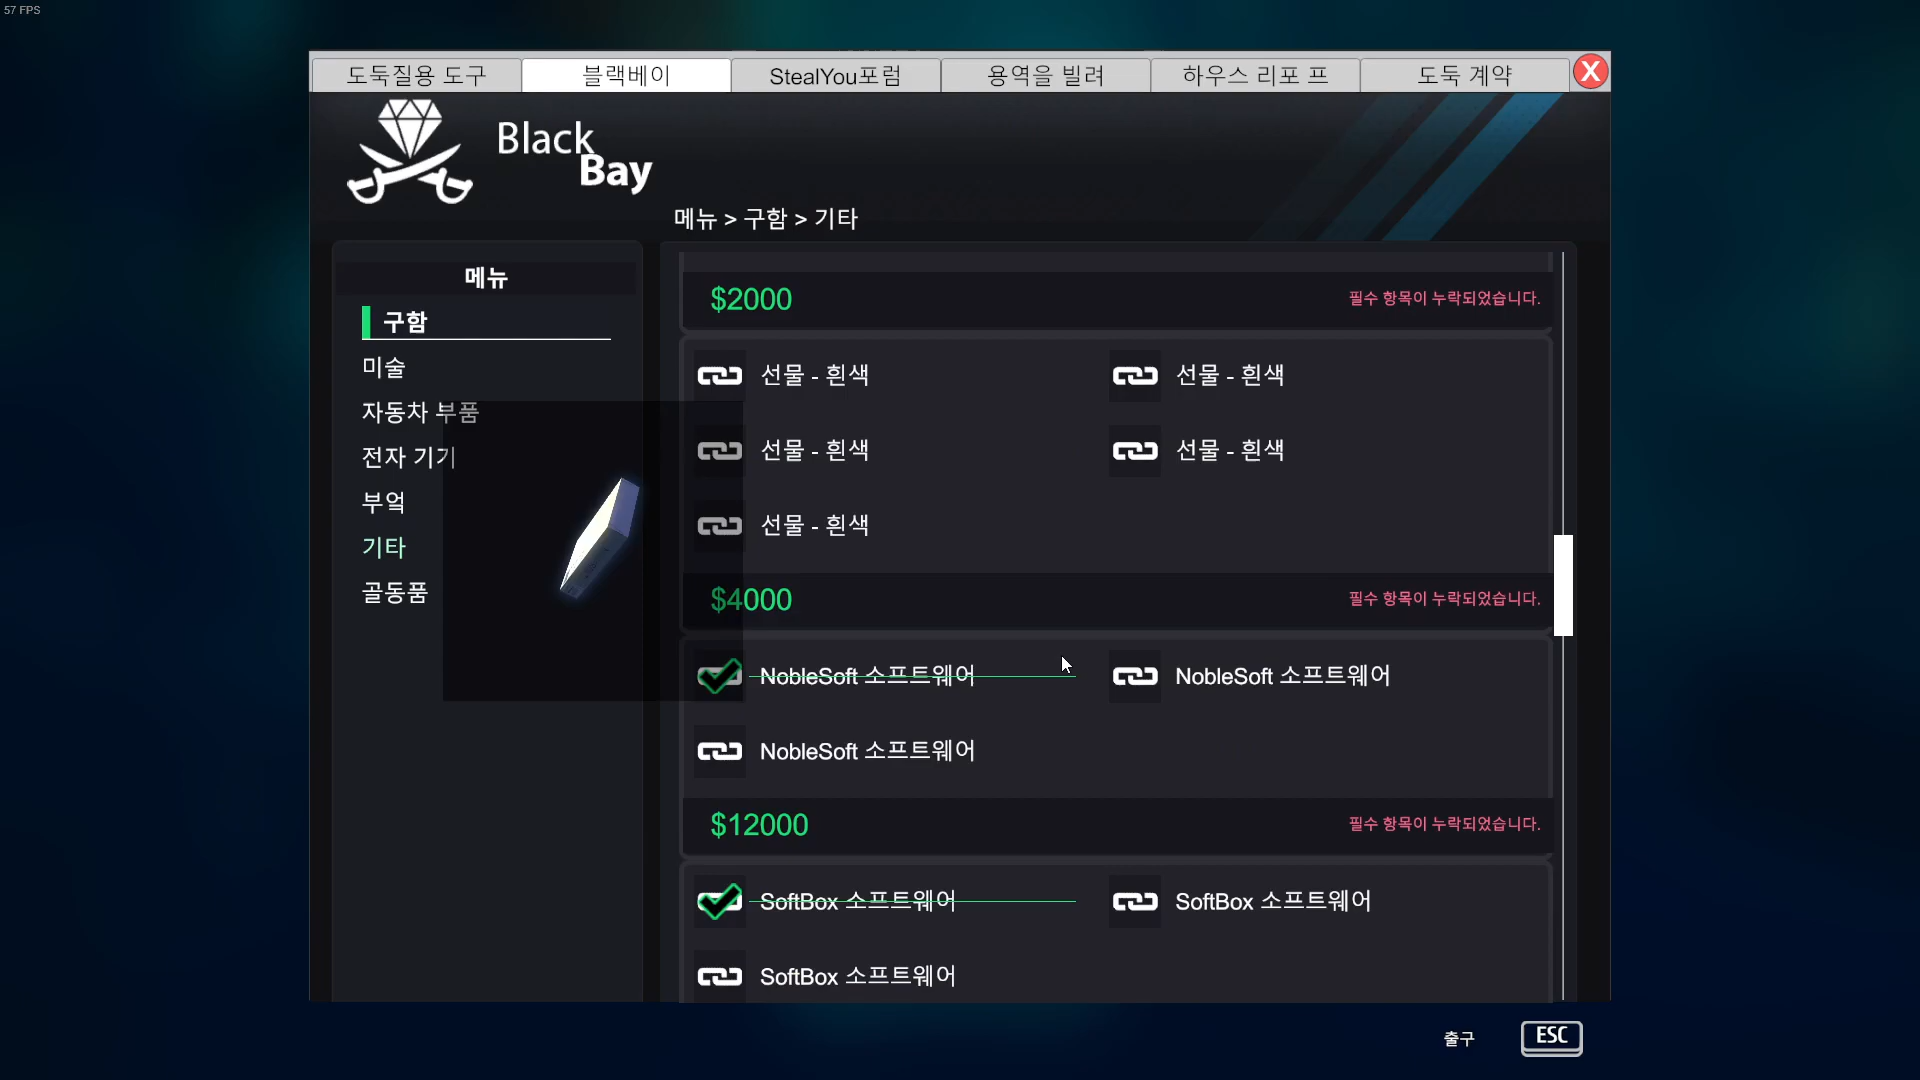 57 FPS
도둑질용 도구 블랙베이 StealYou포럼 용역을 빌려 하우스 리포 프 도둑 계약 X
Black
Bay
메뉴 > 구함 > 기타
메뉴
구함
미술
자동차 부품
전자 기기
부엌
기타
골동품
$2000 필수 항목이 누락되었습니다.
선물 - 흰색 선물 - 흰색
선물 - 흰색 선물 - 흰색
선물 - 흰색
$4000 필수 항목이 누락되었습니다.
NobleSoft 소프트웨어 NobleSoft 소프트웨어
NobleSoft 소프트웨어
$12000 필수 항목이 누락되었습니다.
SoftBox 소프트웨어 SoftBox 소프트웨어
SoftBox 소프트웨어
출구 ESC